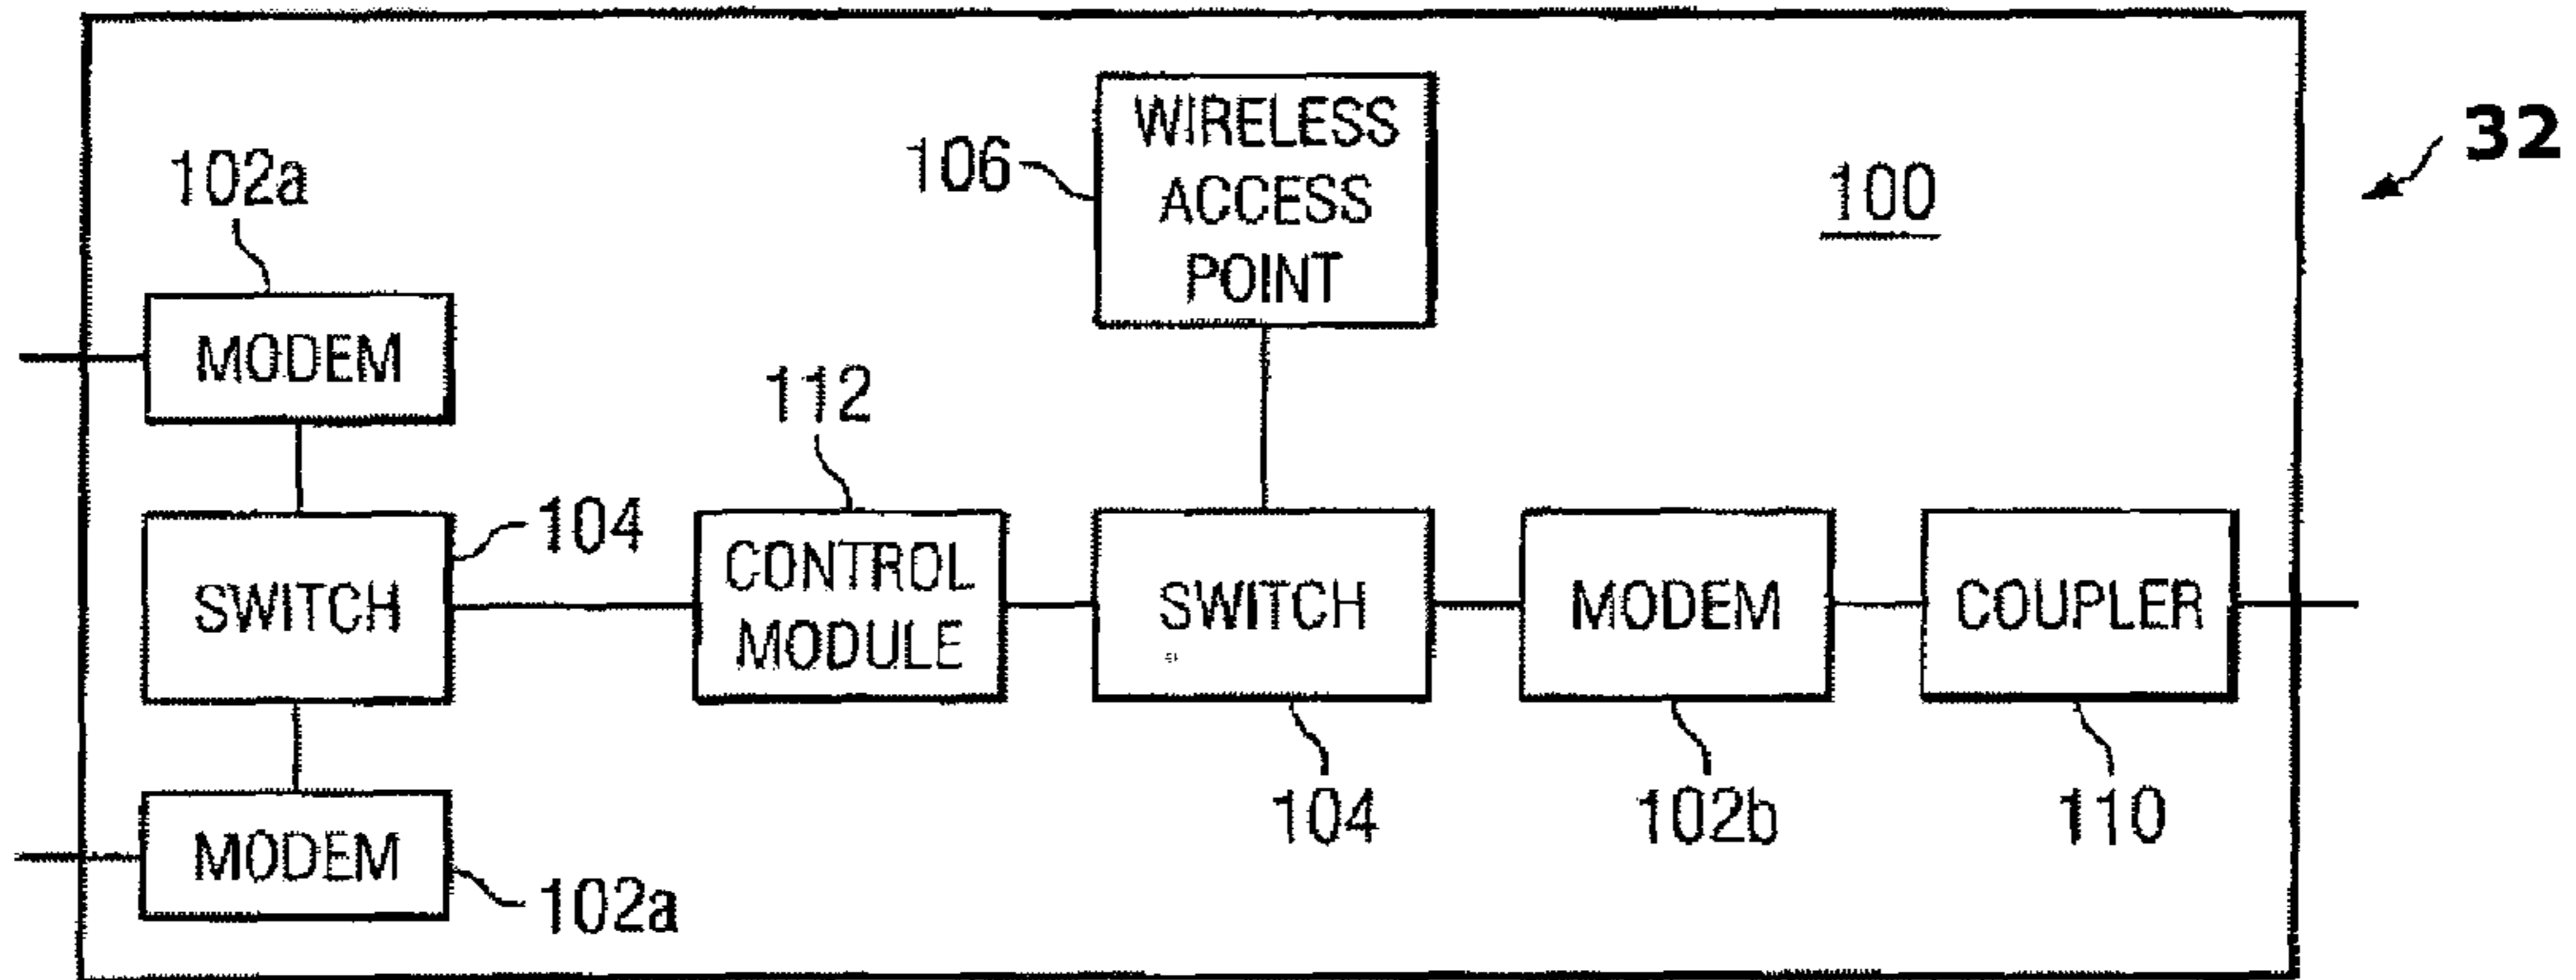 32
WIRELESS
ACCESS
POINT
106
100
102a
MODEM
112
104
SWITCH
CONTROL
MODULE
SWITCH
MODEM
COUPLER
104
102b
110
MODEM
102a